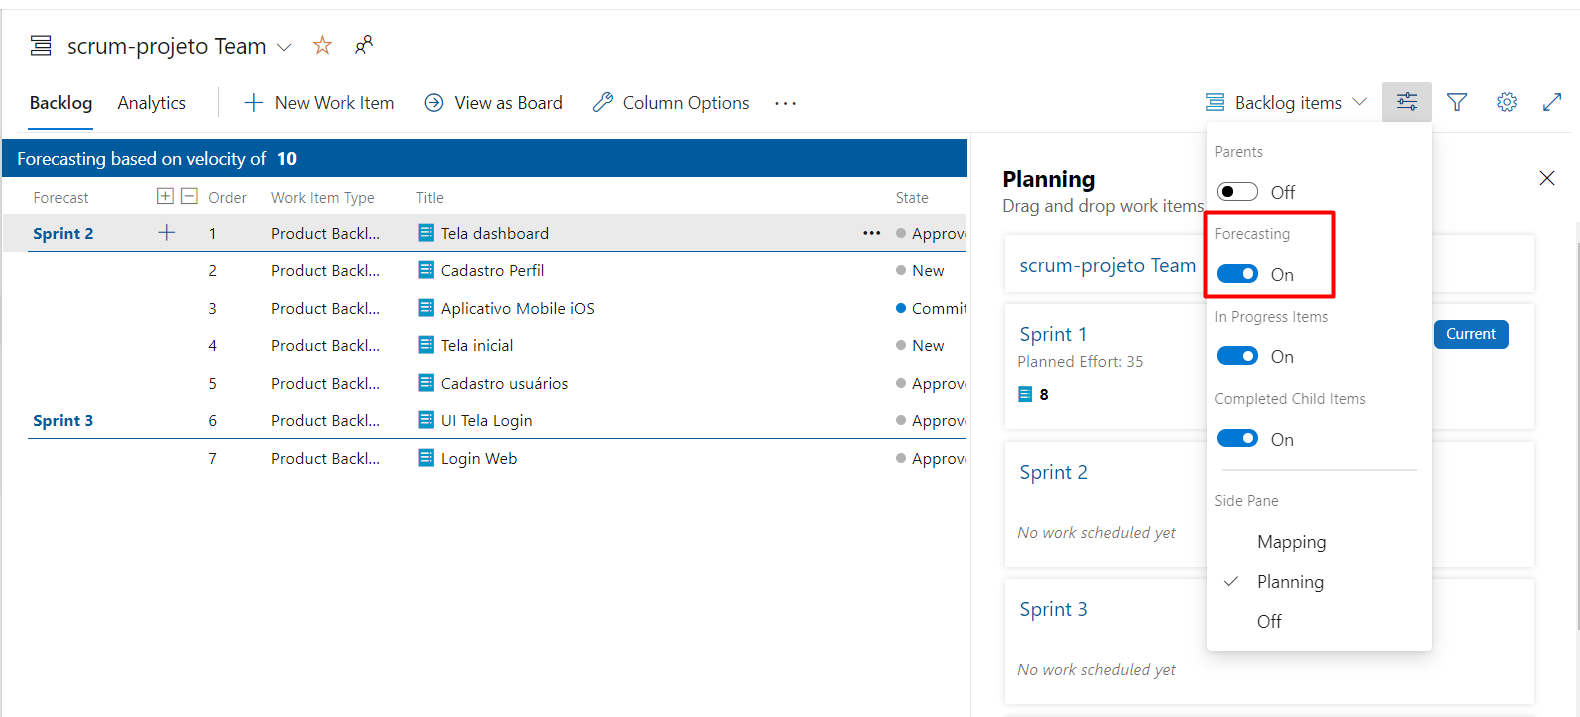 scrum-projeto Team
Backlog Analytics New Work Item View as Board Column Options ... Backlog items
Forecasting based on velocity of 10
Forecast Order Work Item Type Title State
Sprint 2 1 Product Backl... Tela dashboard ... Approv
2 Product Backl... Cadastro Perfil New
3 Product Backl... Aplicativo Mobile iOS Commit
4 Product Backl... Tela inicial New
5 Product Backl... Cadastro usuários Approv
Sprint 3 6 Product Backl... UI Tela Login Approv
7 Product Backl... Login Web Approv
Planning
Drag and drop work items
scrum-projeto Team
Sprint 1
Current
Planned Effort: 35
8
Sprint 2
No work scheduled yet
Sprint 3
No work scheduled yet
Parents
Off
Forecasting
On
In Progress Items
On
Completed Child Items
On
Side Pane
Mapping
Planning
Off